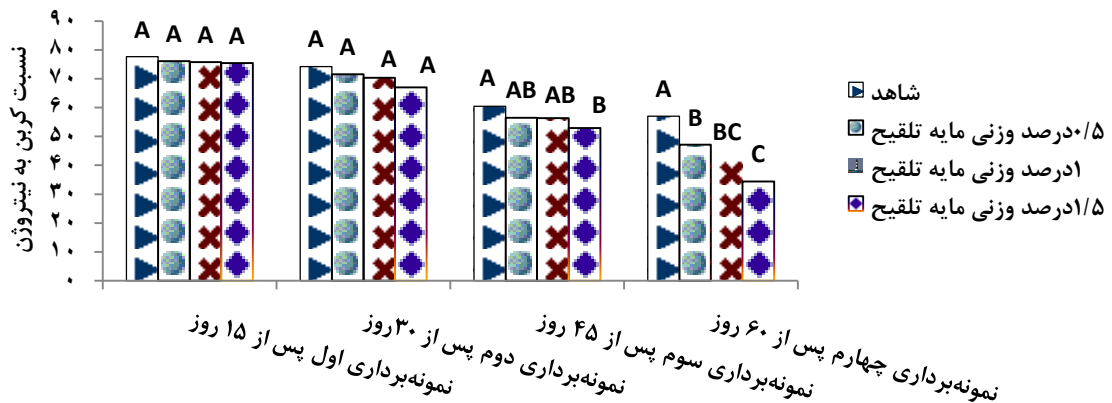 نسبت کربن به نیتروژن
۹۰
۸۰
۷۰
۶۰
۵۰
۴۰
۳۰
۲۰
۱۰
۰
A A A A
A A A A
A AB AB B
A B BC C
نمونه‌برداری اول پس از ۱۵ روز
نمونه‌برداری دوم پس از ۳۰روز
نمونه‌برداری سوم پس از ۴۵ روز
نمونه‌برداری چهارم پس از ۶۰ روز
شاهد
۰/۵درصد وزنی مایه تلقیح
۱درصد وزنی مایه تلقیح
۱/۵درصد وزنی مایه تلقیح